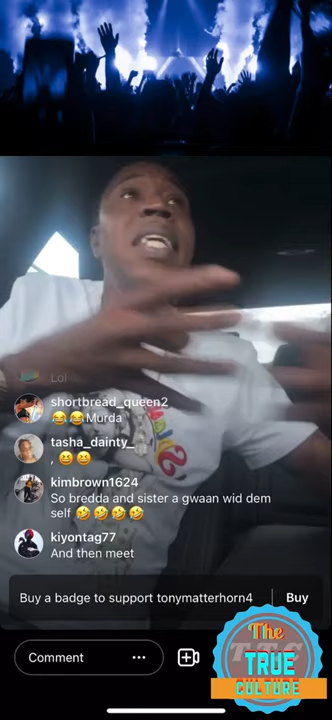 Lol
shortbread_queen2
😂😂Murda
tasha_dainty_
, 😆😆
kimbrown1624
So bredda and sister a gwaan wid dem
self 🤣🤣🤣🤣
kiyontag77
And then meet
Buy a badge to support tonymatterhorn4
Buy
Comment
The
TRUE
CULTURE